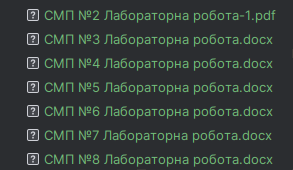 СМП №2 Лабораторна робота-1.pdf
СМП №3 Лабораторна робота.docx
СМП №4 Лабораторна робота.docx
СМП №5 Лабораторна робота.docx
СМП №6 Лабораторна робота.docx
СМП №7 Лабораторна робота.docx
СМП №8 Лабораторна робота.docx